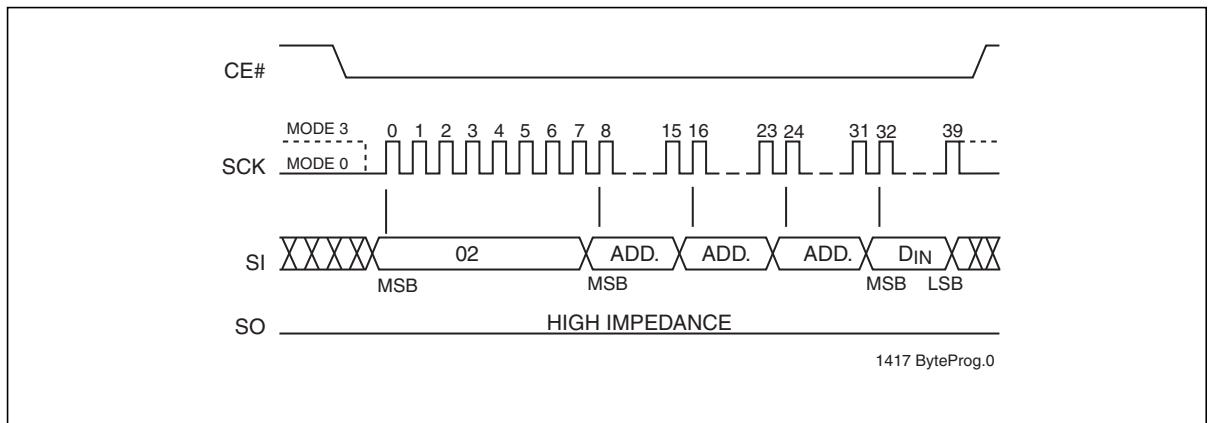 CE#
MODE 3 0 1 2 3 4 5 6 7 8 15 16 23 24 31 32 39
SCK MODE 0
SI 02 ADD. ADD. ADD. DIN
MSB MSB MSB LSB
SO HIGH IMPEDANCE
1417 ByteProg.0